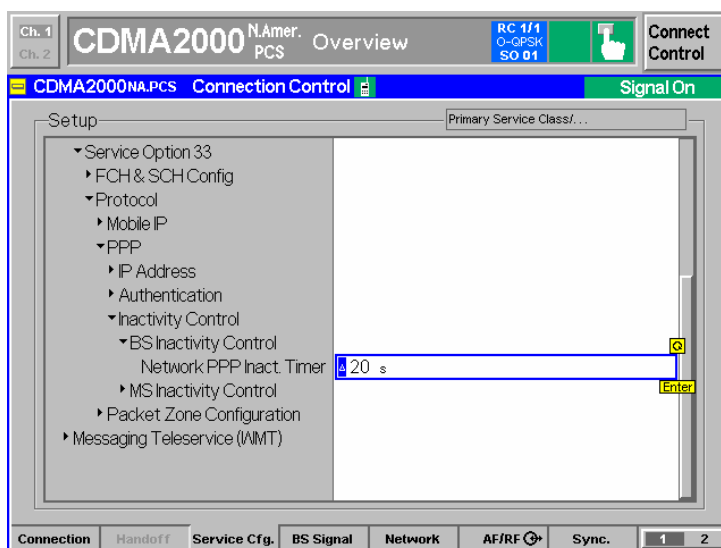 Ch. 1
Ch. 2
CDMA2000 N.Amer. PCS Overview
RC 1/1
O-QPSK
SO 01
Connect Control
CDMA2000 NA.PCS Connection Control
Signal On
Setup
Primary Service Class/...
Service Option 33
FCH & SCH Config
Protocol
Mobile IP
PPP
IP Address
Authentication
Inactivity Control
BS Inactivity Control
Network PPP Inact. Timer 20 s
Enter
MS Inactivity Control
Packet Zone Configuration
Messaging Teleservice (WMT)
Connection Handoff Service Cfg. BS Signal Network AF/RF Sync. 1 2